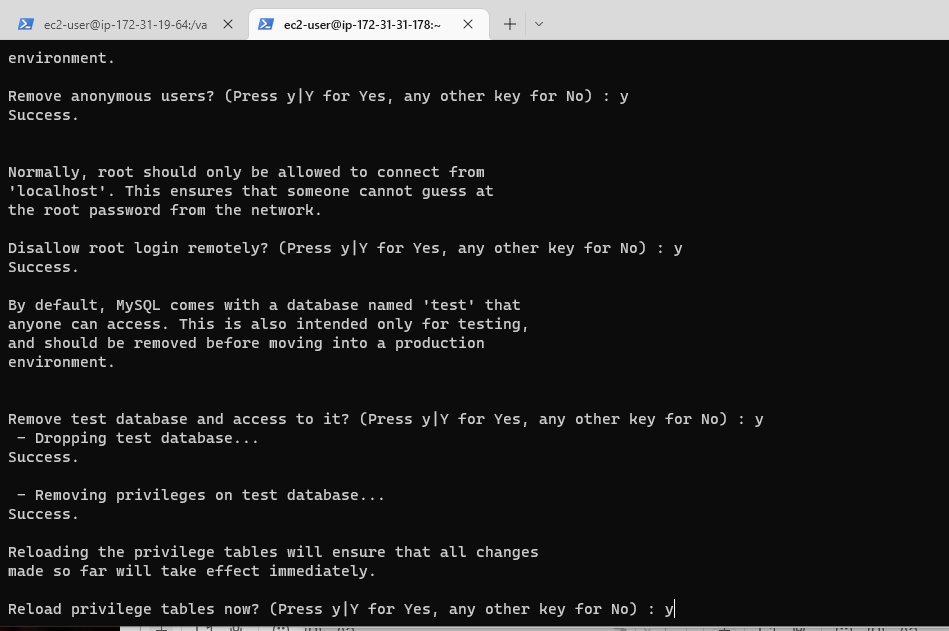 ec2-user@ip-172-31-19-64:/va
ec2-user@ip-172-31-31-178:~
environment.
Remove anonymous users? (Press y|Y for Yes, any other key for No) : y
Success.
Normally, root should only be allowed to connect from
'localhost'. This ensures that someone cannot guess at
the root password from the network.
Disallow root login remotely? (Press y|Y for Yes, any other key for No) : y
Success.
By default, MySQL comes with a database named 'test' that
anyone can access. This is also intended only for testing,
and should be removed before moving into a production
environment.
Remove test database and access to it? (Press y|Y for Yes, any other key for No) : y
- Dropping test database...
Success.
- Removing privileges on test database...
Success.
Reloading the privilege tables will ensure that all changes
made so far will take effect immediately.
Reload privilege tables now? (Press y|Y for Yes, any other key for No) : y